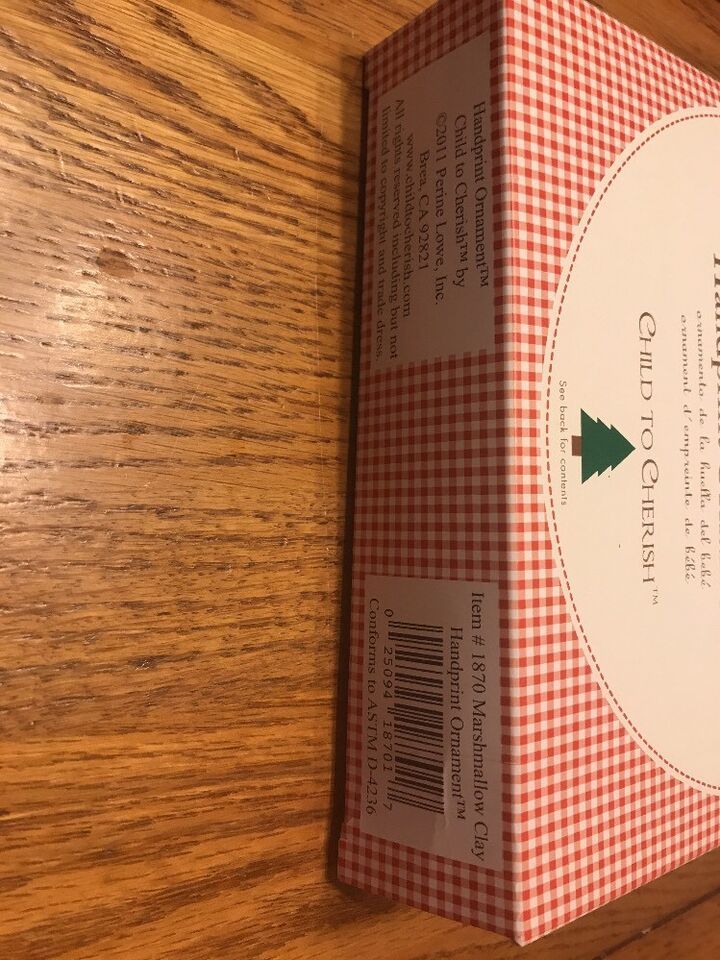 ornamento de la huella del bebé
ornament d'empreinte de bébé
CHILD TO CHERISH™
See back for contents
Handprint Ornament™
Child to Cherish™ by
©2011 Perine Lowe, Inc.
Brea, CA 92821
www.childtocherish.com
All rights reserved including but not
limited to copyright and trade dress.
Item # 1870 Marshmallow Clay
Handprint Ornament™
0 25094 18701 7
Conforms to ASTM D-4236